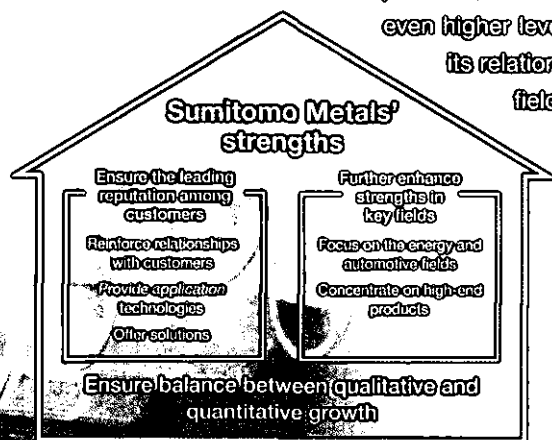 even higher leve
its relation
field
Sumitomo Metals'
strengths
Ensure the leading
reputation among
customers
Reinforce relationships
with customers
Provide application
technologies
Offer solutions
Further enhance
strengths in
key fields
Focus on the energy and
automotive fields
Concentrate on high-end
products
Ensure balance between qualitative and
quantitative growth